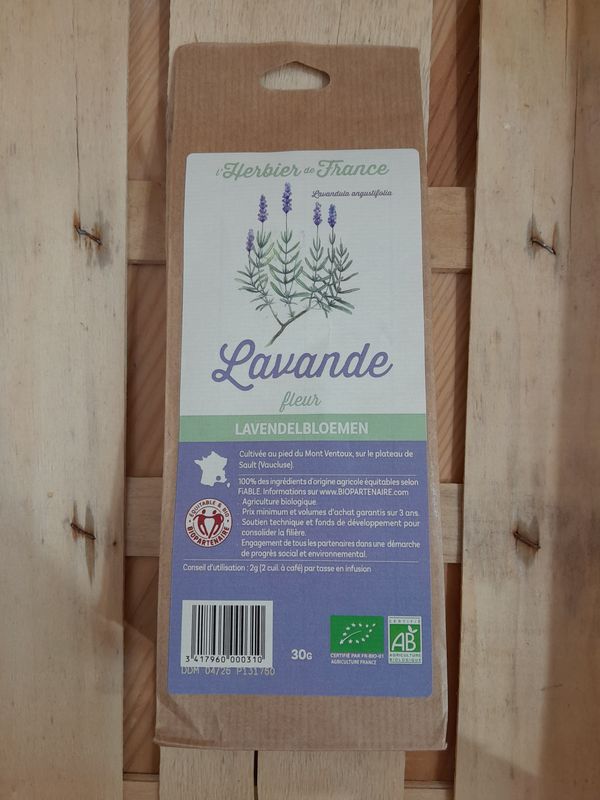 l'Herbier de France
Lavandula angustifolia
Lavande
fleur
LAVENDELBLOEMEN
Cultivée au pied du Mont Ventoux, sur le plateau de
Sault (Vaucluse).
100% des ingrédients d'origine agricole équitables selon
FiABLE. Informations sur www.BIOPARTENAIRE.com
Agriculture biologique.
Prix minimum et volumes d'achat garantis sur 3 ans.
Soutien technique et fonds de développement pour
consolider la filière.
Engagement de tous les partenaires dans une démarche
de progrès social et environnemental.
ÉQUITABLE & BIO
BIOPARTENAIRE
Conseil d'utilisation : 2g (2 cuil. à café) par tasse en infusion
3 417960 000310
DDM 04/26 P131780
30G
CERTIFIÉ PAR FR-BIO-01
AGRICULTURE FRANCE
CERTIFIÉ
AB
AGRICULTURE
BIOLOGIQUE